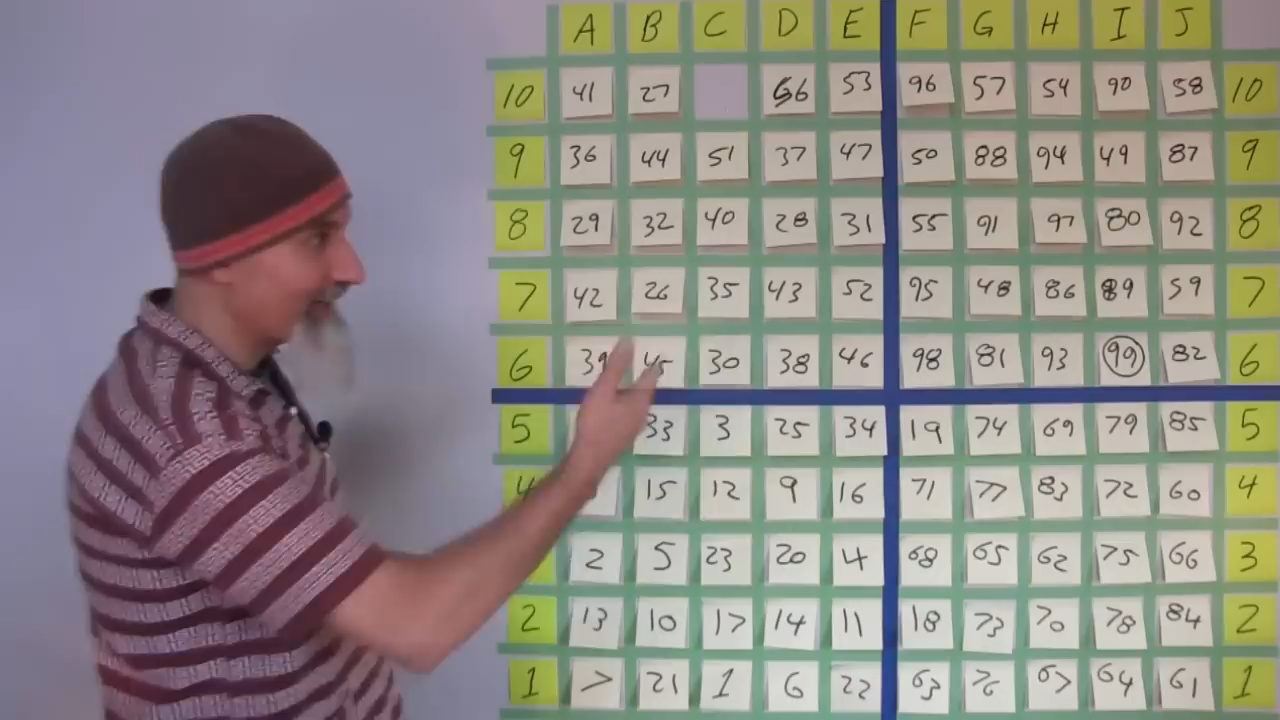 A B C D E F G H I J
10 41 27 56 53 96 57 54 90 58 10
9 36 44 51 37 47 50 88 94 49 87 9
8 29 32 40 28 31 55 91 97 80 92 8
7 42 26 35 43 52 95 48 86 89 59 7
6 39 45 30 38 46 98 81 93 99 82 6
5 33 3 25 34 19 74 69 79 85 5
4 15 12 9 16 71 77 83 72 60 4
2 5 23 20 4 68 65 62 75 66 3
2 13 10 17 14 11 18 73 70 78 84 2
1 7 21 1 6 22 63 76 67 64 61 1